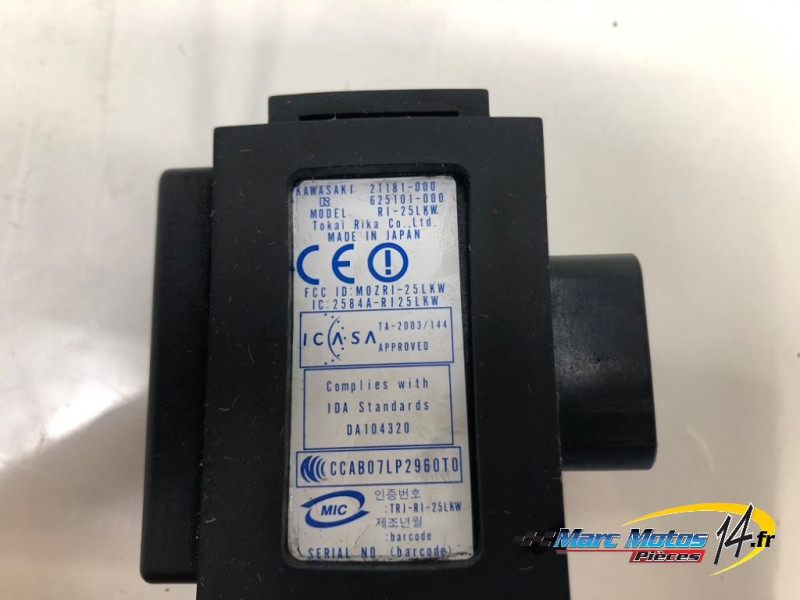 KAWASAKI 21181-000
DS 625101-000
MODEL RI-25LKW
Tokai Rika Co.,Ltd.
MADE IN JAPAN
CE
FCC ID:MOZRI-25LKW
IC:2584A-RI25LKW
ICASA TA-2003/144
APPROVED
Complies with
IDA Standards
DA104320
CCAB07LP2960T0
MIC 인증번호
:TRJ-RI-25LKW
제조년월
:barcode
SERIAL NO. (barcode)
Marc Motos 14.fr
Pièces